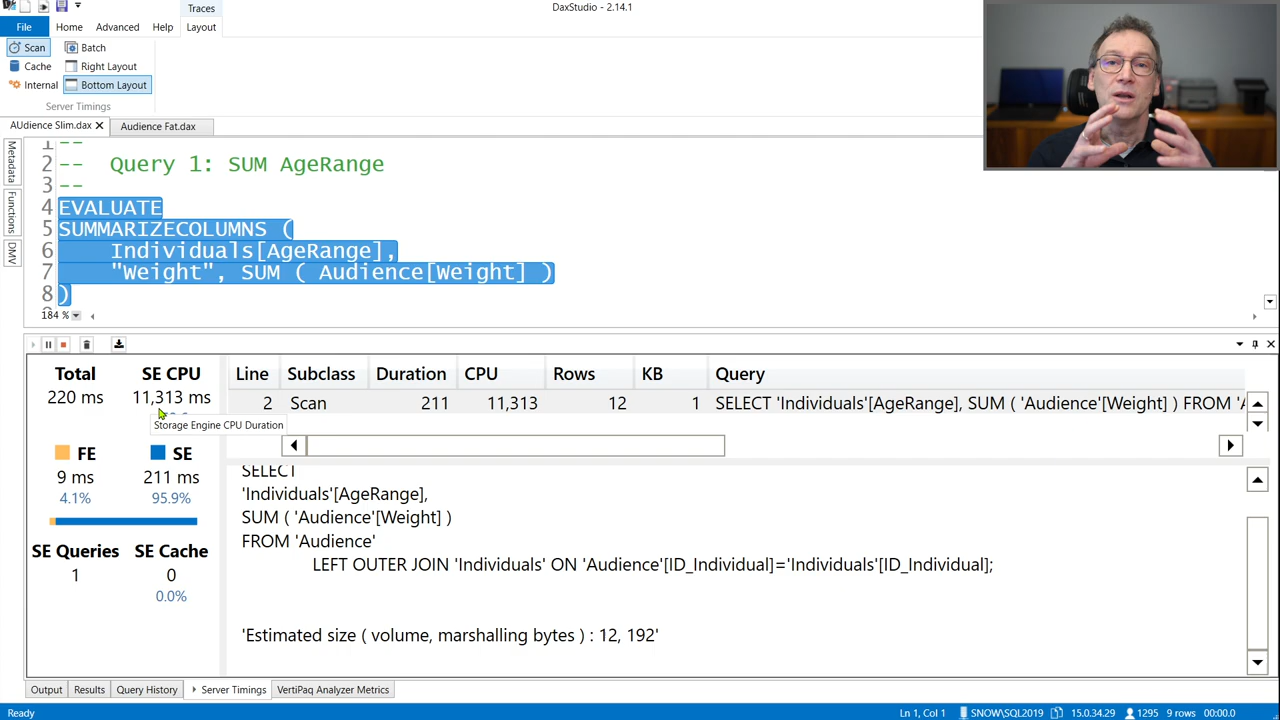 DaxStudio - 2.14.1
Traces
File Home Advanced Help Layout
Scan Batch
Cache Right Layout
Internal Bottom Layout
Server Timings
AUdience Slim.dax Audience Fat.dax
Metadata
Functions
DMV
1 --
2 -- Query 1: SUM AgeRange
3 --
4 EVALUATE
5 SUMMARIZECOLUMNS (
6 Individuals[AgeRange],
7 "Weight", SUM ( Audience[Weight] )
8 )
184 %
Total SE CPU
220 ms 11,313 ms
Storage Engine CPU Duration
FE SE
9 ms 211 ms
4.1% 95.9%
SE Queries SE Cache
1 0
0.0%
Line Subclass Duration CPU Rows KB Query
2 Scan 211 11,313 12 1 SELECT 'Individuals'[AgeRange], SUM ( 'Audience'[Weight] ) FROM
SELECT
'Individuals'[AgeRange],
SUM ( 'Audience'[Weight] )
FROM 'Audience'
LEFT OUTER JOIN 'Individuals' ON 'Audience'[ID_Individual]='Individuals'[ID_Individual];
'Estimated size ( volume, marshalling bytes ) : 12, 192'
Output Results Query History Server Timings VertiPaq Analyzer Metrics
Ready Ln 1, Col 1 SNOW\SQL2019 15.0.34.29 1295 9 rows 00:00.0